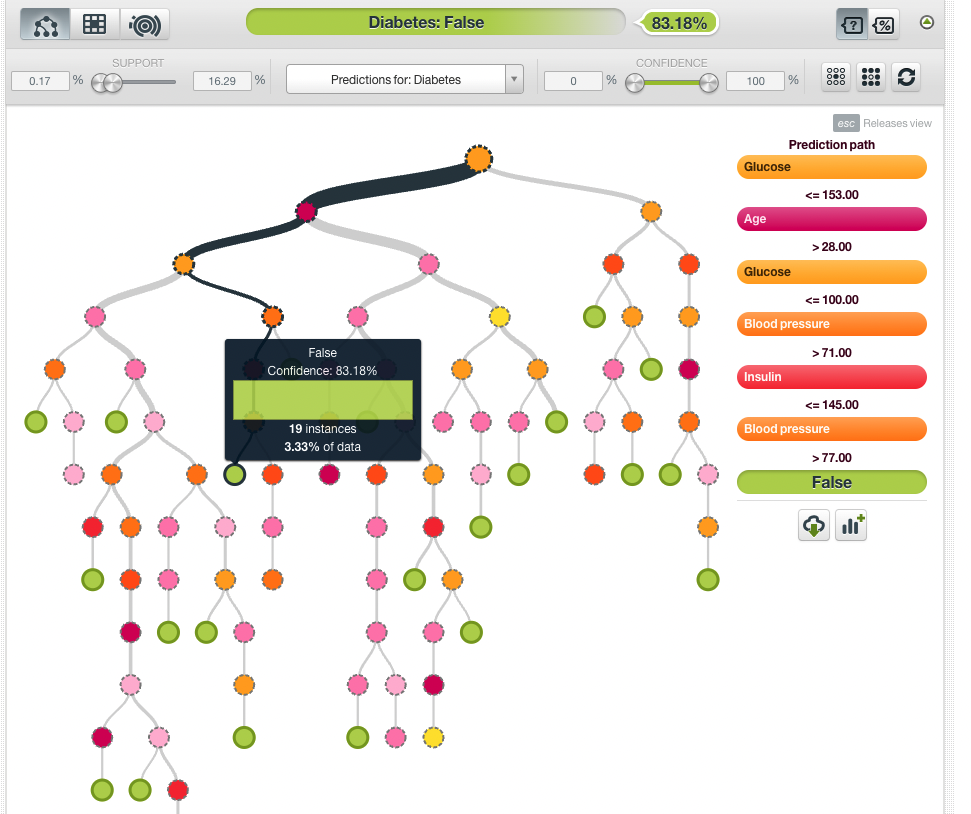 Diabetes: False
83.18%
?
%
SUPPORT
0.17 %
16.29 %
Predictions for: Diabetes
CONFIDENCE
0 %
100 %
esc Releases view
Prediction path
Glucose
<= 153.00
Age
> 28.00
Glucose
<= 100.00
Blood pressure
> 71.00
Insulin
<= 145.00
Blood pressure
> 77.00
False
False
Confidence: 83.18%
19 instances
3.33% of data